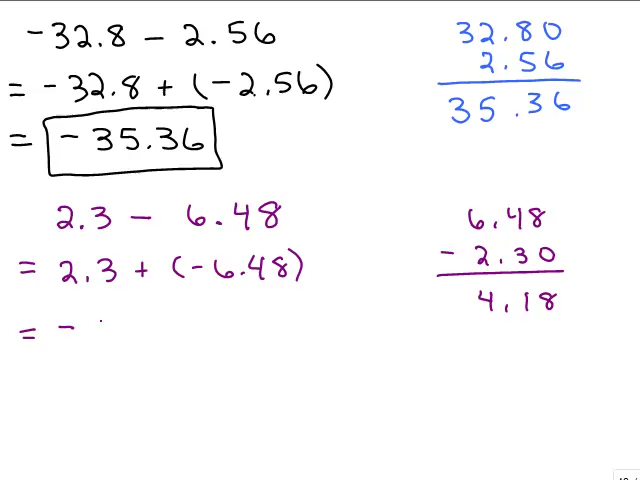 -32.8 - 2.56
= -32.8 + (-2.56)
= -35.36
32.80
2.56
35.36
2.3 - 6.48
= 2.3 + (-6.48)
= -
6.48
- 2.30
4.18